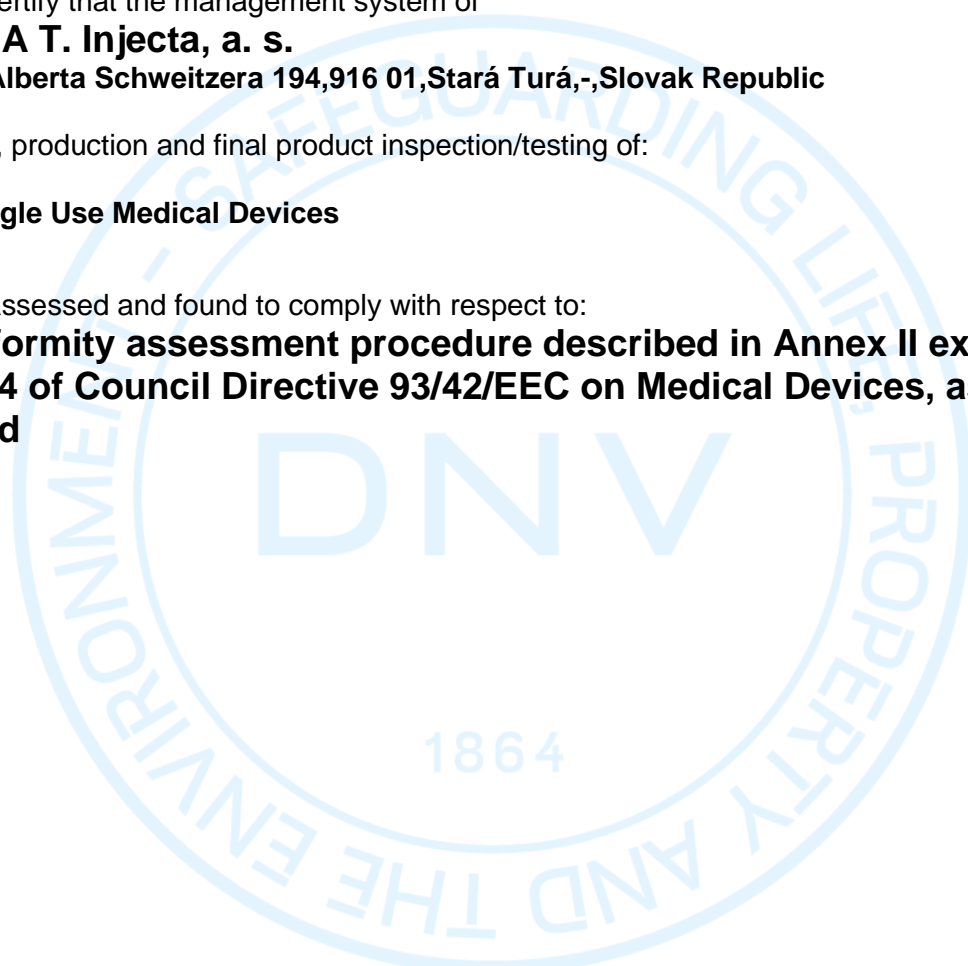 ertify that the management system of
A T. Injecta, a. s.
Alberta Schweitzera 194,916 01,Stará Turá,-,Slovak Republic
, production and final product inspection/testing of:
gle Use Medical Devices
ssessed and found to comply with respect to:
ormity assessment procedure described in Annex II ex
4 of Council Directive 93/42/EEC on Medical Devices, as
d
SAFEGUARDING LIFE, PROPERTY AND THE ENVIRONMENT -
DNV
1864